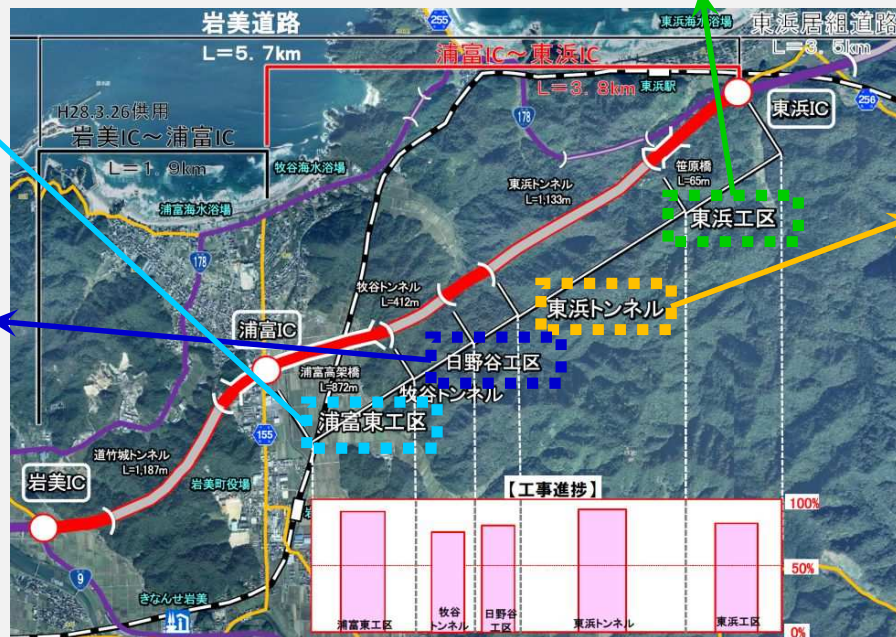 岩美道路
L=5.7km
255
東浜海水浴場
東浜居組道路
L=3.5km
浦富IC～東浜IC
L=3.8km
東浜駅
256
東浜IC
H28.3.26供用
岩美IC～浦富IC
L=1.9km
178
牧谷海水浴場
浦富海水浴場
東浜トンネル
L=1,133m
笹原橋
L=65m
東浜工区
178
牧谷トンネル
L=412m
東浜トンネル
浦富IC
日野谷工区
浦富高架橋
L=872m
牧谷トンネル
浦富東工区
155
道竹城トンネル
L=1,187m
岩美IC
岩美町役場
岩
9
きなんせ岩美
【工事進捗】
100%
50%
0%
浦富東工区
牧谷
トンネル
日野谷
工区
東浜トンネル
東浜工区